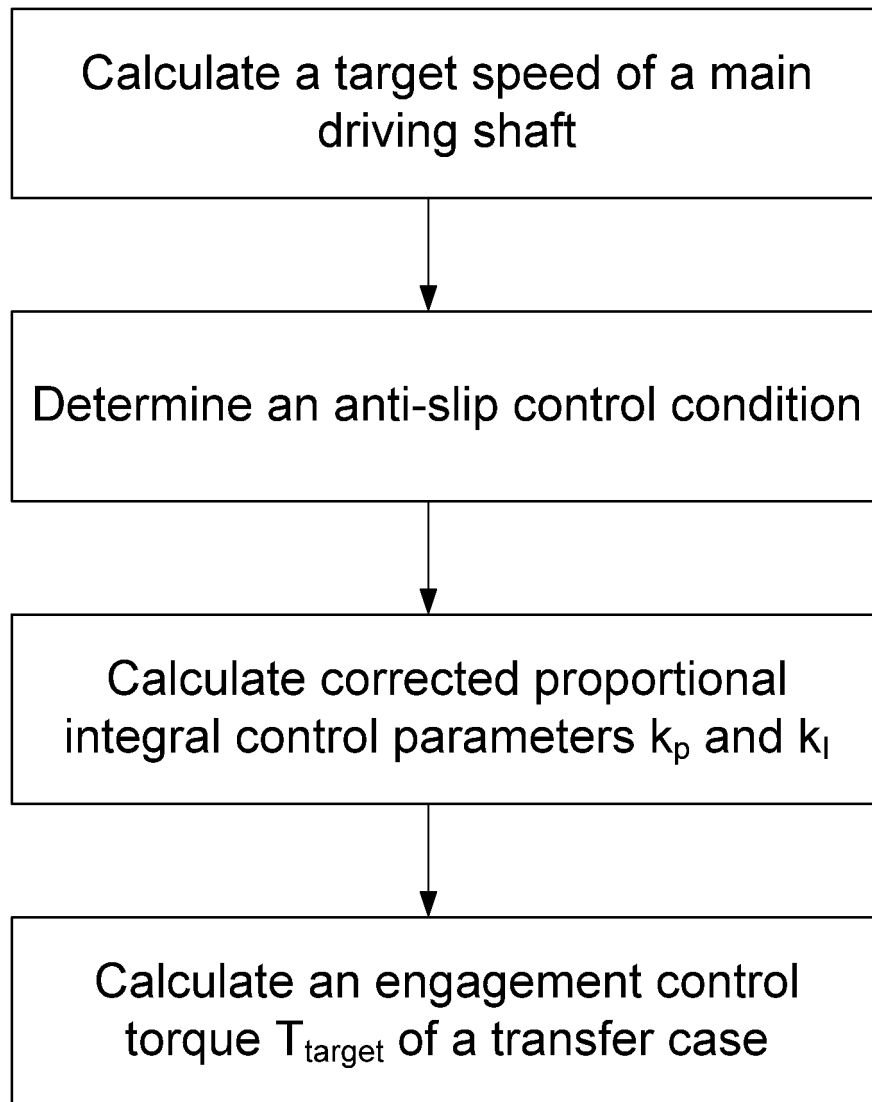 Calculate a target speed of a main
driving shaft
Determine an anti-slip control condition
Calculate corrected proportional
integral control parameters kₚ and kI
Calculate an engagement control
torque Ttarget of a transfer case